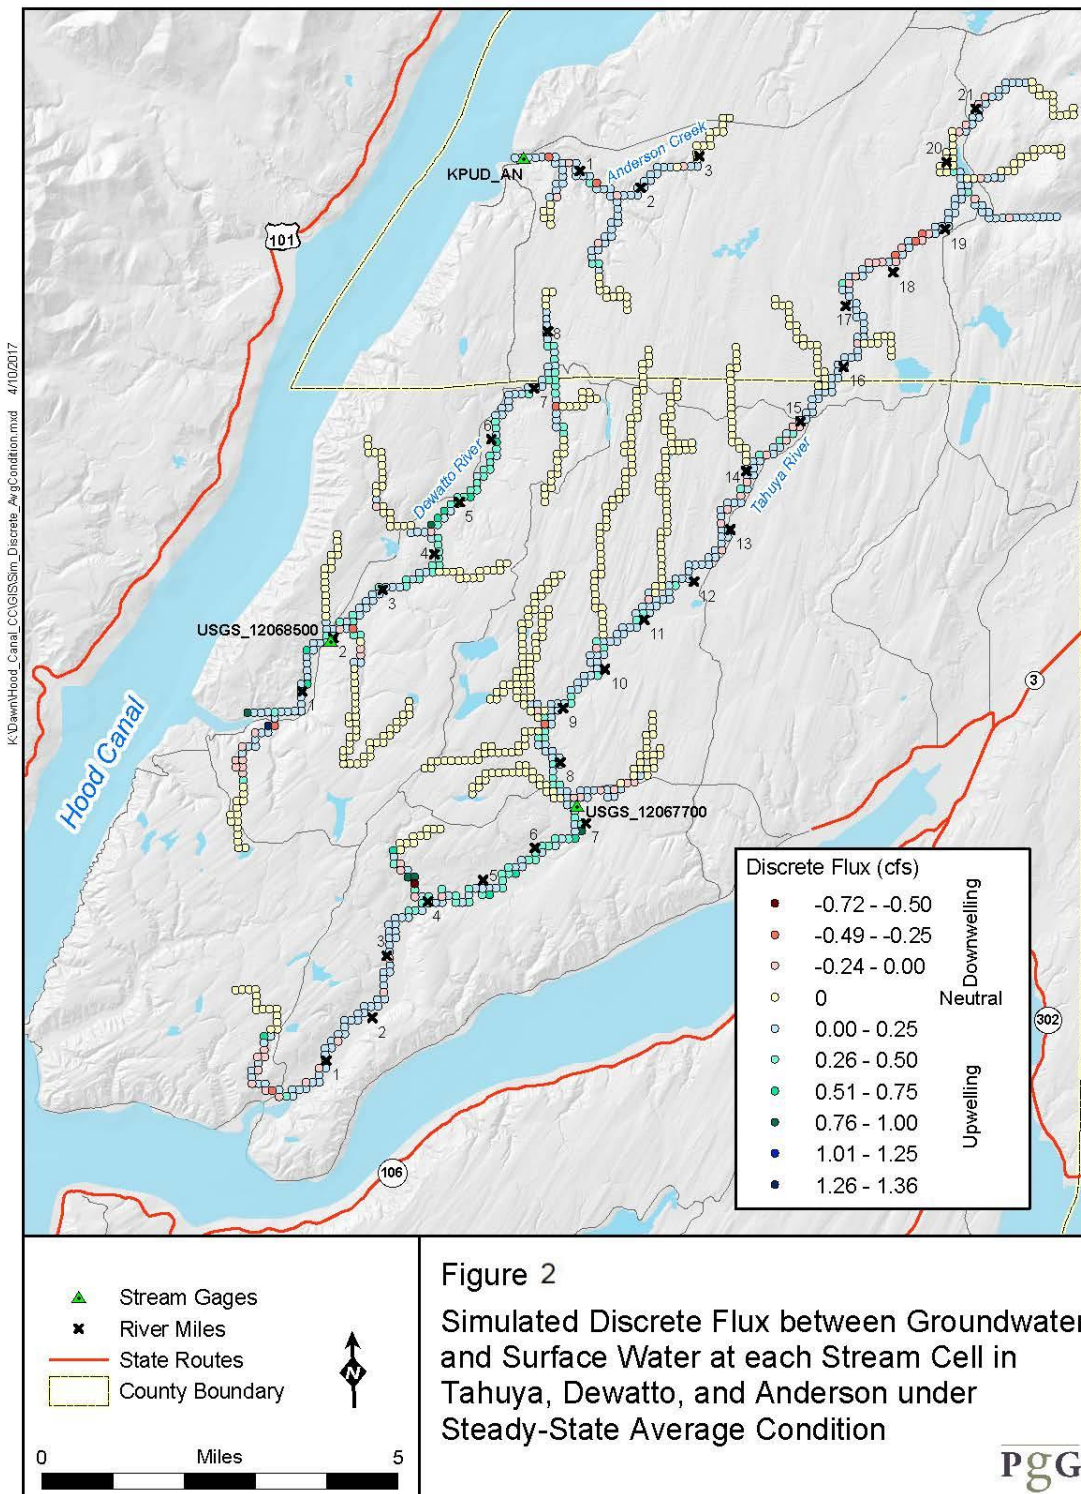 K:\Dawn\Hood_Canal_CC\GIS\Sim_Discrete_AvgCondition.mxd 4/10/2017
21
20
Anderson Creek
KPUD_AN
1
3
2
101
19
18
17
8
7
16
15
6
Dewatto River
Tahuya River
14
5
13
4
12
3
11
USGS_12068500
2
10
3
1
9
Hood Canal
8
USGS_12067700
7
6
5
4
3
2
1
302
106
Discrete Flux (cfs)
-0.72 - -0.50
-0.49 - -0.25
-0.24 - 0.00
Downwelling
0
Neutral
0.00 - 0.25
0.26 - 0.50
0.51 - 0.75
0.76 - 1.00
1.01 - 1.25
1.26 - 1.36
Upwelling
Stream Gages
River Miles
State Routes
County Boundary
N
0
Miles
5
Figure 2
Simulated Discrete Flux between Groundwater
and Surface Water at each Stream Cell in
Tahuya, Dewatto, and Anderson under
Steady-State Average Condition
PgG